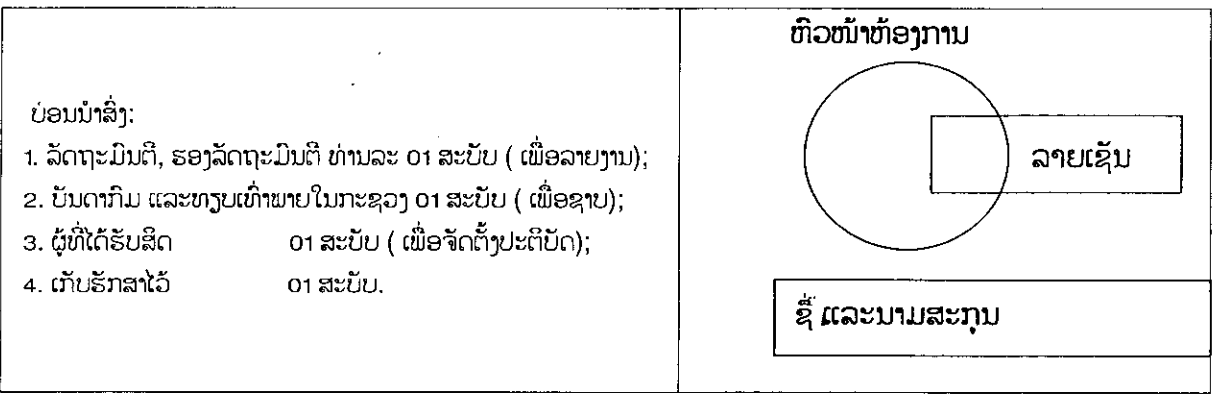 ບ່ອນນຳສົ່ງ:
1. ລັດຖະມົນຕີ, ຮອງລັດຖະມົນຕີ ທ່ານລະ 01 ສະບັບ ( ເພື່ອລາຍງານ);
2. ບັນດາກົມ ແລະທຽບເທົ່າພາຍໃນກະຊວງ 01 ສະບັບ ( ເພື່ອຊາບ);
3. ຜູ້ທີ່ໄດ້ຮັບສິດ 01 ສະບັບ ( ເພື່ອຈັດຕັ້ງປະຕິບັດ);
4. ເກັບຮັກສາໄວ້ 01 ສະບັບ.
ຫົວໜ້າຫ້ອງການ
ລາຍເຊັນ
ຊື່ ແລະນາມສະກຸນ